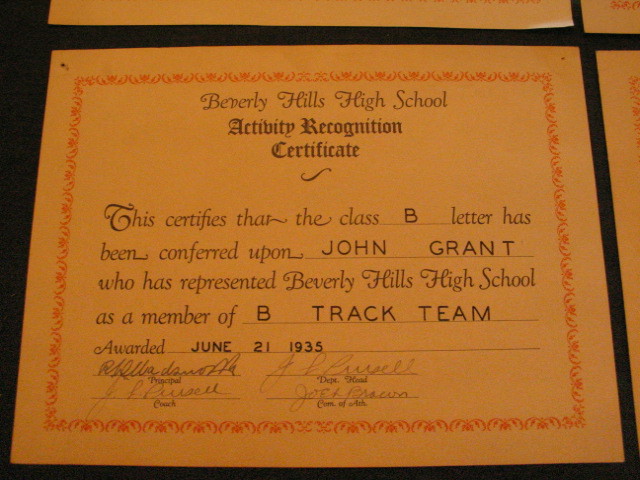 Beverly Hills High School
Activity Recognition
Certificate
This certifies that the class B letter has
been conferred upon JOHN GRANT
who has represented Beverly Hills High School
as a member of B TRACK TEAM
Awarded JUNE 21 1935
Principal
Dept. Head
Coach
Joe L Brown
Com. of Ath.